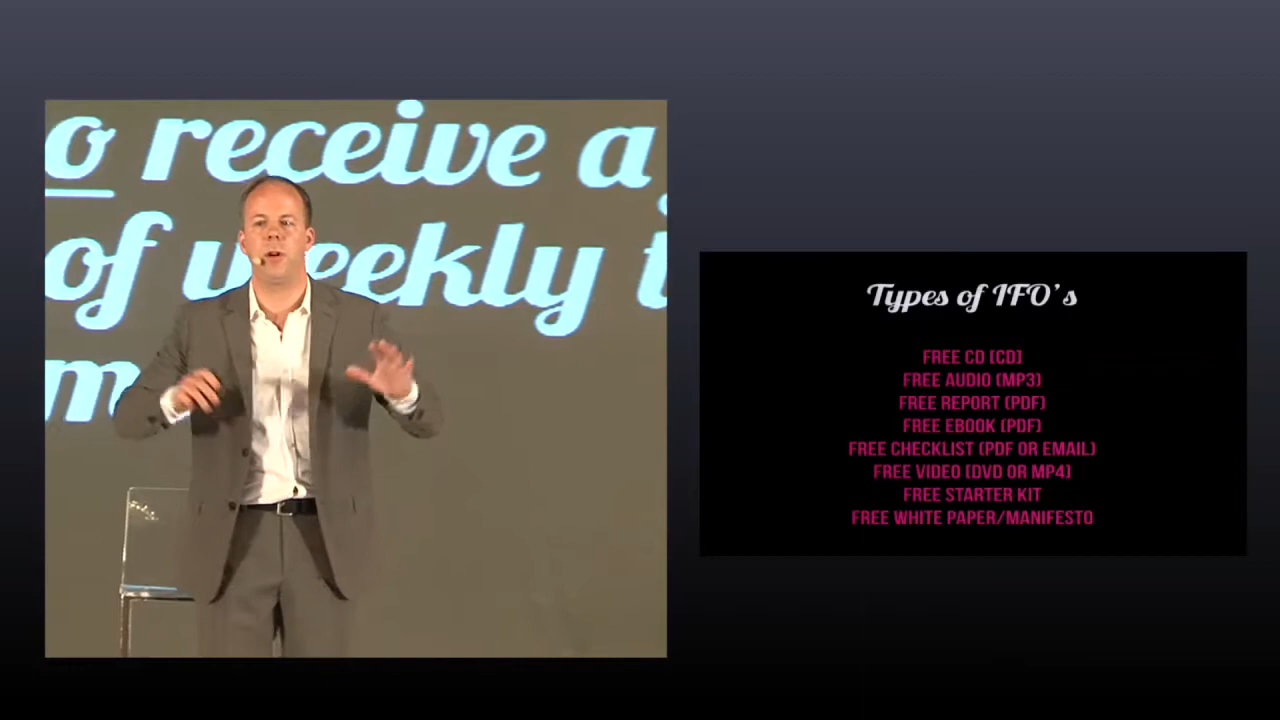 o receive a
of weekly
m
Types of IFO's
FREE CD (CD)
FREE AUDIO (MP3)
FREE REPORT (PDF)
FREE EBOOK (PDF)
FREE CHECKLIST (PDF OR EMAIL)
FREE VIDEO (DVD OR MP4)
FREE STARTER KIT
FREE WHITE PAPER/MANIFESTO